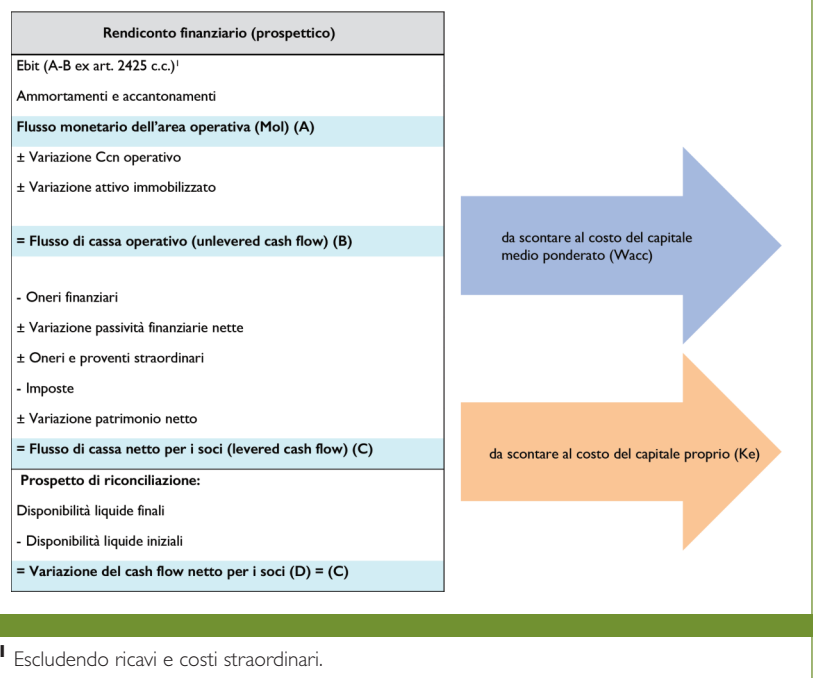 Rendiconto finanziario (prospettico)
Ebit (A-B ex art. 2425 c.c.)¹
Ammortamenti e accantonamenti
Flusso monetario dell'area operativa (Mol) (A)
± Variazione Ccn operativo
± Variazione attivo immobilizzato
= Flusso di cassa operativo (unlevered cash flow) (B)
da scontare al costo del capitale
medio ponderato (Wacc)
- Oneri finanziari
± Variazione passività finanziarie nette
± Oneri e proventi straordinari
- Imposte
± Variazione patrimonio netto
= Flusso di cassa netto per i soci (levered cash flow) (C)
da scontare al costo del capitale proprio (Ke)
Prospetto di riconciliazione:
Disponibilità liquide finali
- Disponibilità liquide iniziali
= Variazione del cash flow netto per i soci (D) = (C)
¹ Escludendo ricavi e costi straordinari.